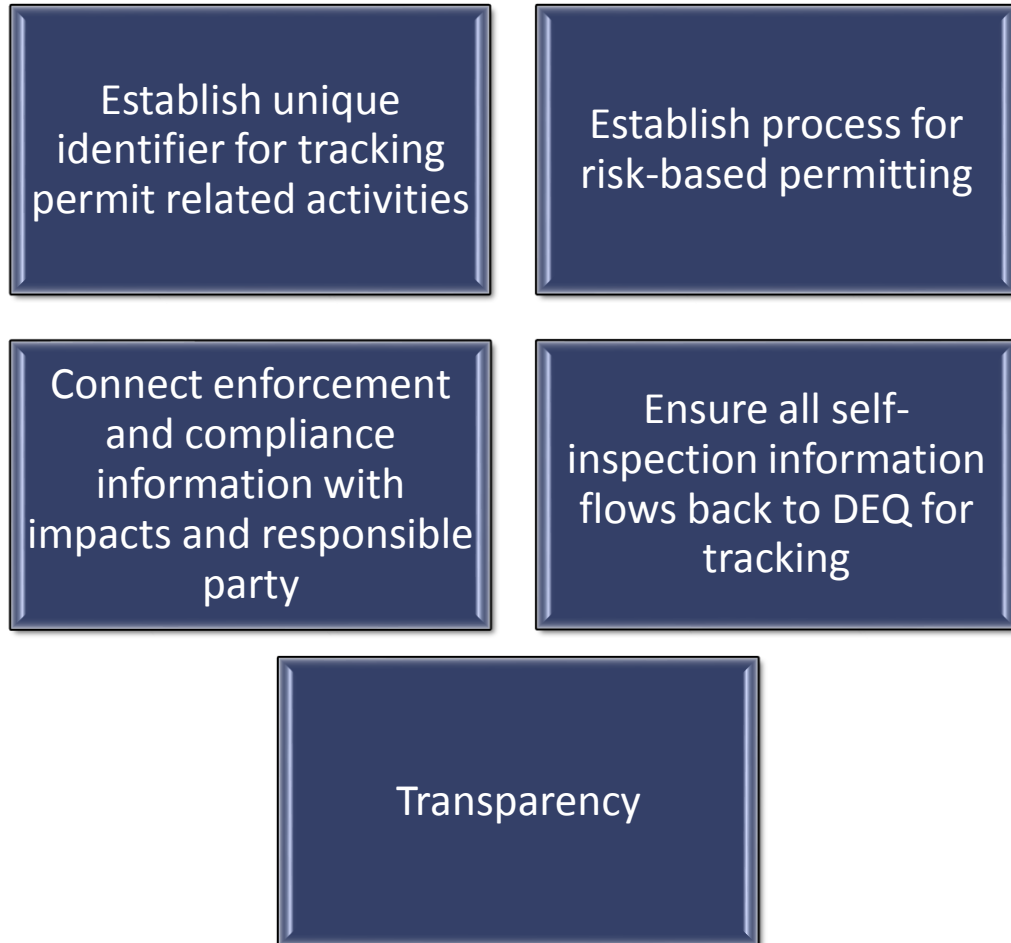 Establish unique
identifier for tracking
permit related activities
Establish process for
risk-based permitting
Connect enforcement
and compliance
information with
impacts and responsible
party
Ensure all self-
inspection information
flows back to DEQ for
tracking
Transparency